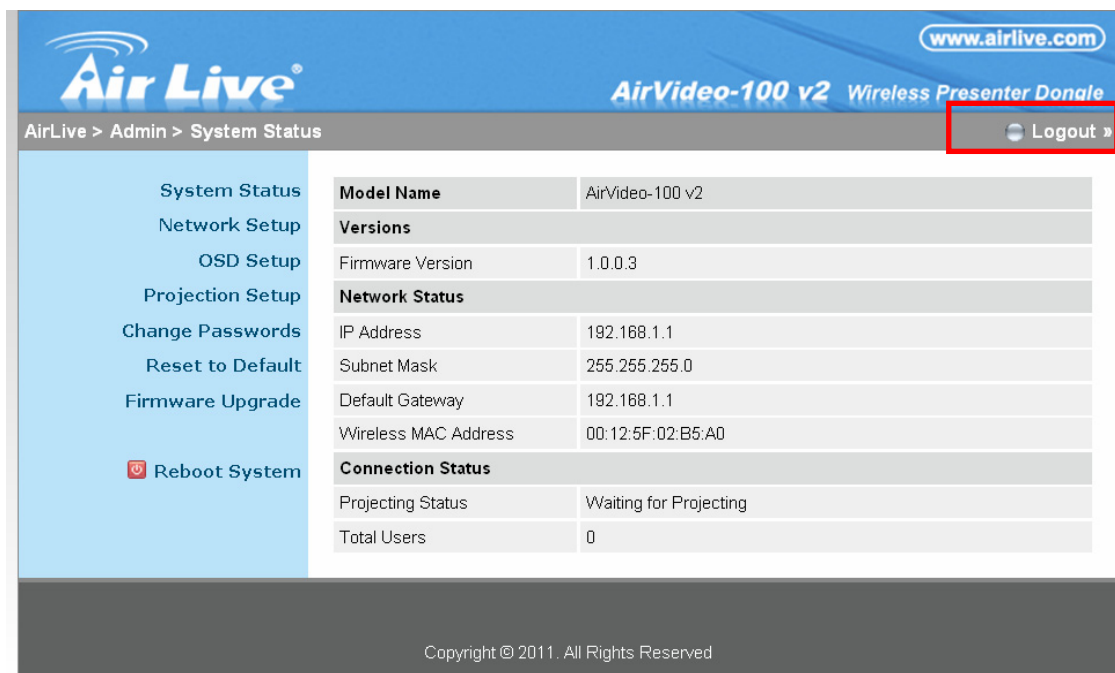 www.airlive.com
Air Live®
AirVideo-100 v2 Wireless Presenter Dongle
AirLive > Admin > System Status
Logout »
System Status
Network Setup
OSD Setup
Projection Setup
Change Passwords
Reset to Default
Firmware Upgrade
Reboot System
Model Name AirVideo-100 v2
Versions
Firmware Version 1.0.0.3
Network Status
IP Address 192.168.1.1
Subnet Mask 255.255.255.0
Default Gateway 192.168.1.1
Wireless MAC Address 00:12:5F:02:B5:A0
Connection Status
Projecting Status Waiting for Projecting
Total Users 0
Copyright © 2011. All Rights Reserved